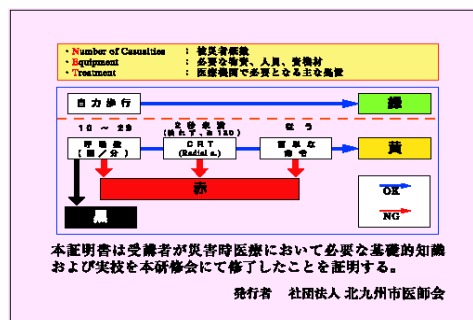 ・Number of Casualties ：被災者総数
・Equipment ：必要な物資、人員、資機材
・Treatment ：医療機関で必要となる主な処置
自力歩行
緑
10 ～ 29
2秒未満
従う
呼吸数
(回／分)
CRT
(Radial a.)
簡単な
命令
黄
赤
黒
OK
NG
本証明書は受講者が災害時医療において必要な基礎的知識
および実技を本研修会にて修了したことを証明する。
発行者 社団法人 北九州市医師会